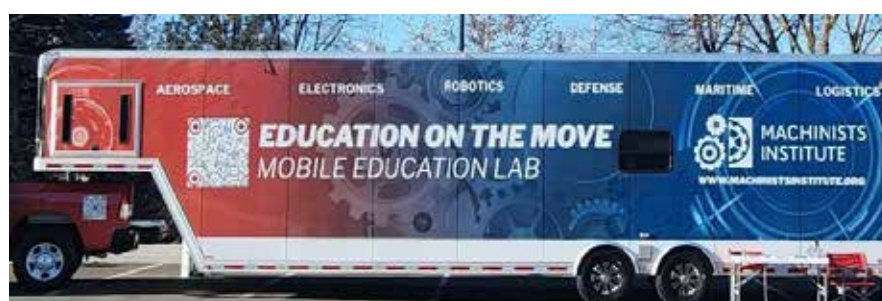 AEROSPACE ELECTRONICS ROBOTICS DEFENSE MARITIME LOGISTICS
EDUCATION ON THE MOVE
MOBILE EDUCATION LAB
MACHINISTS
INSTITUTE
WWW.MACHINISTSINSTITUTE.ORG